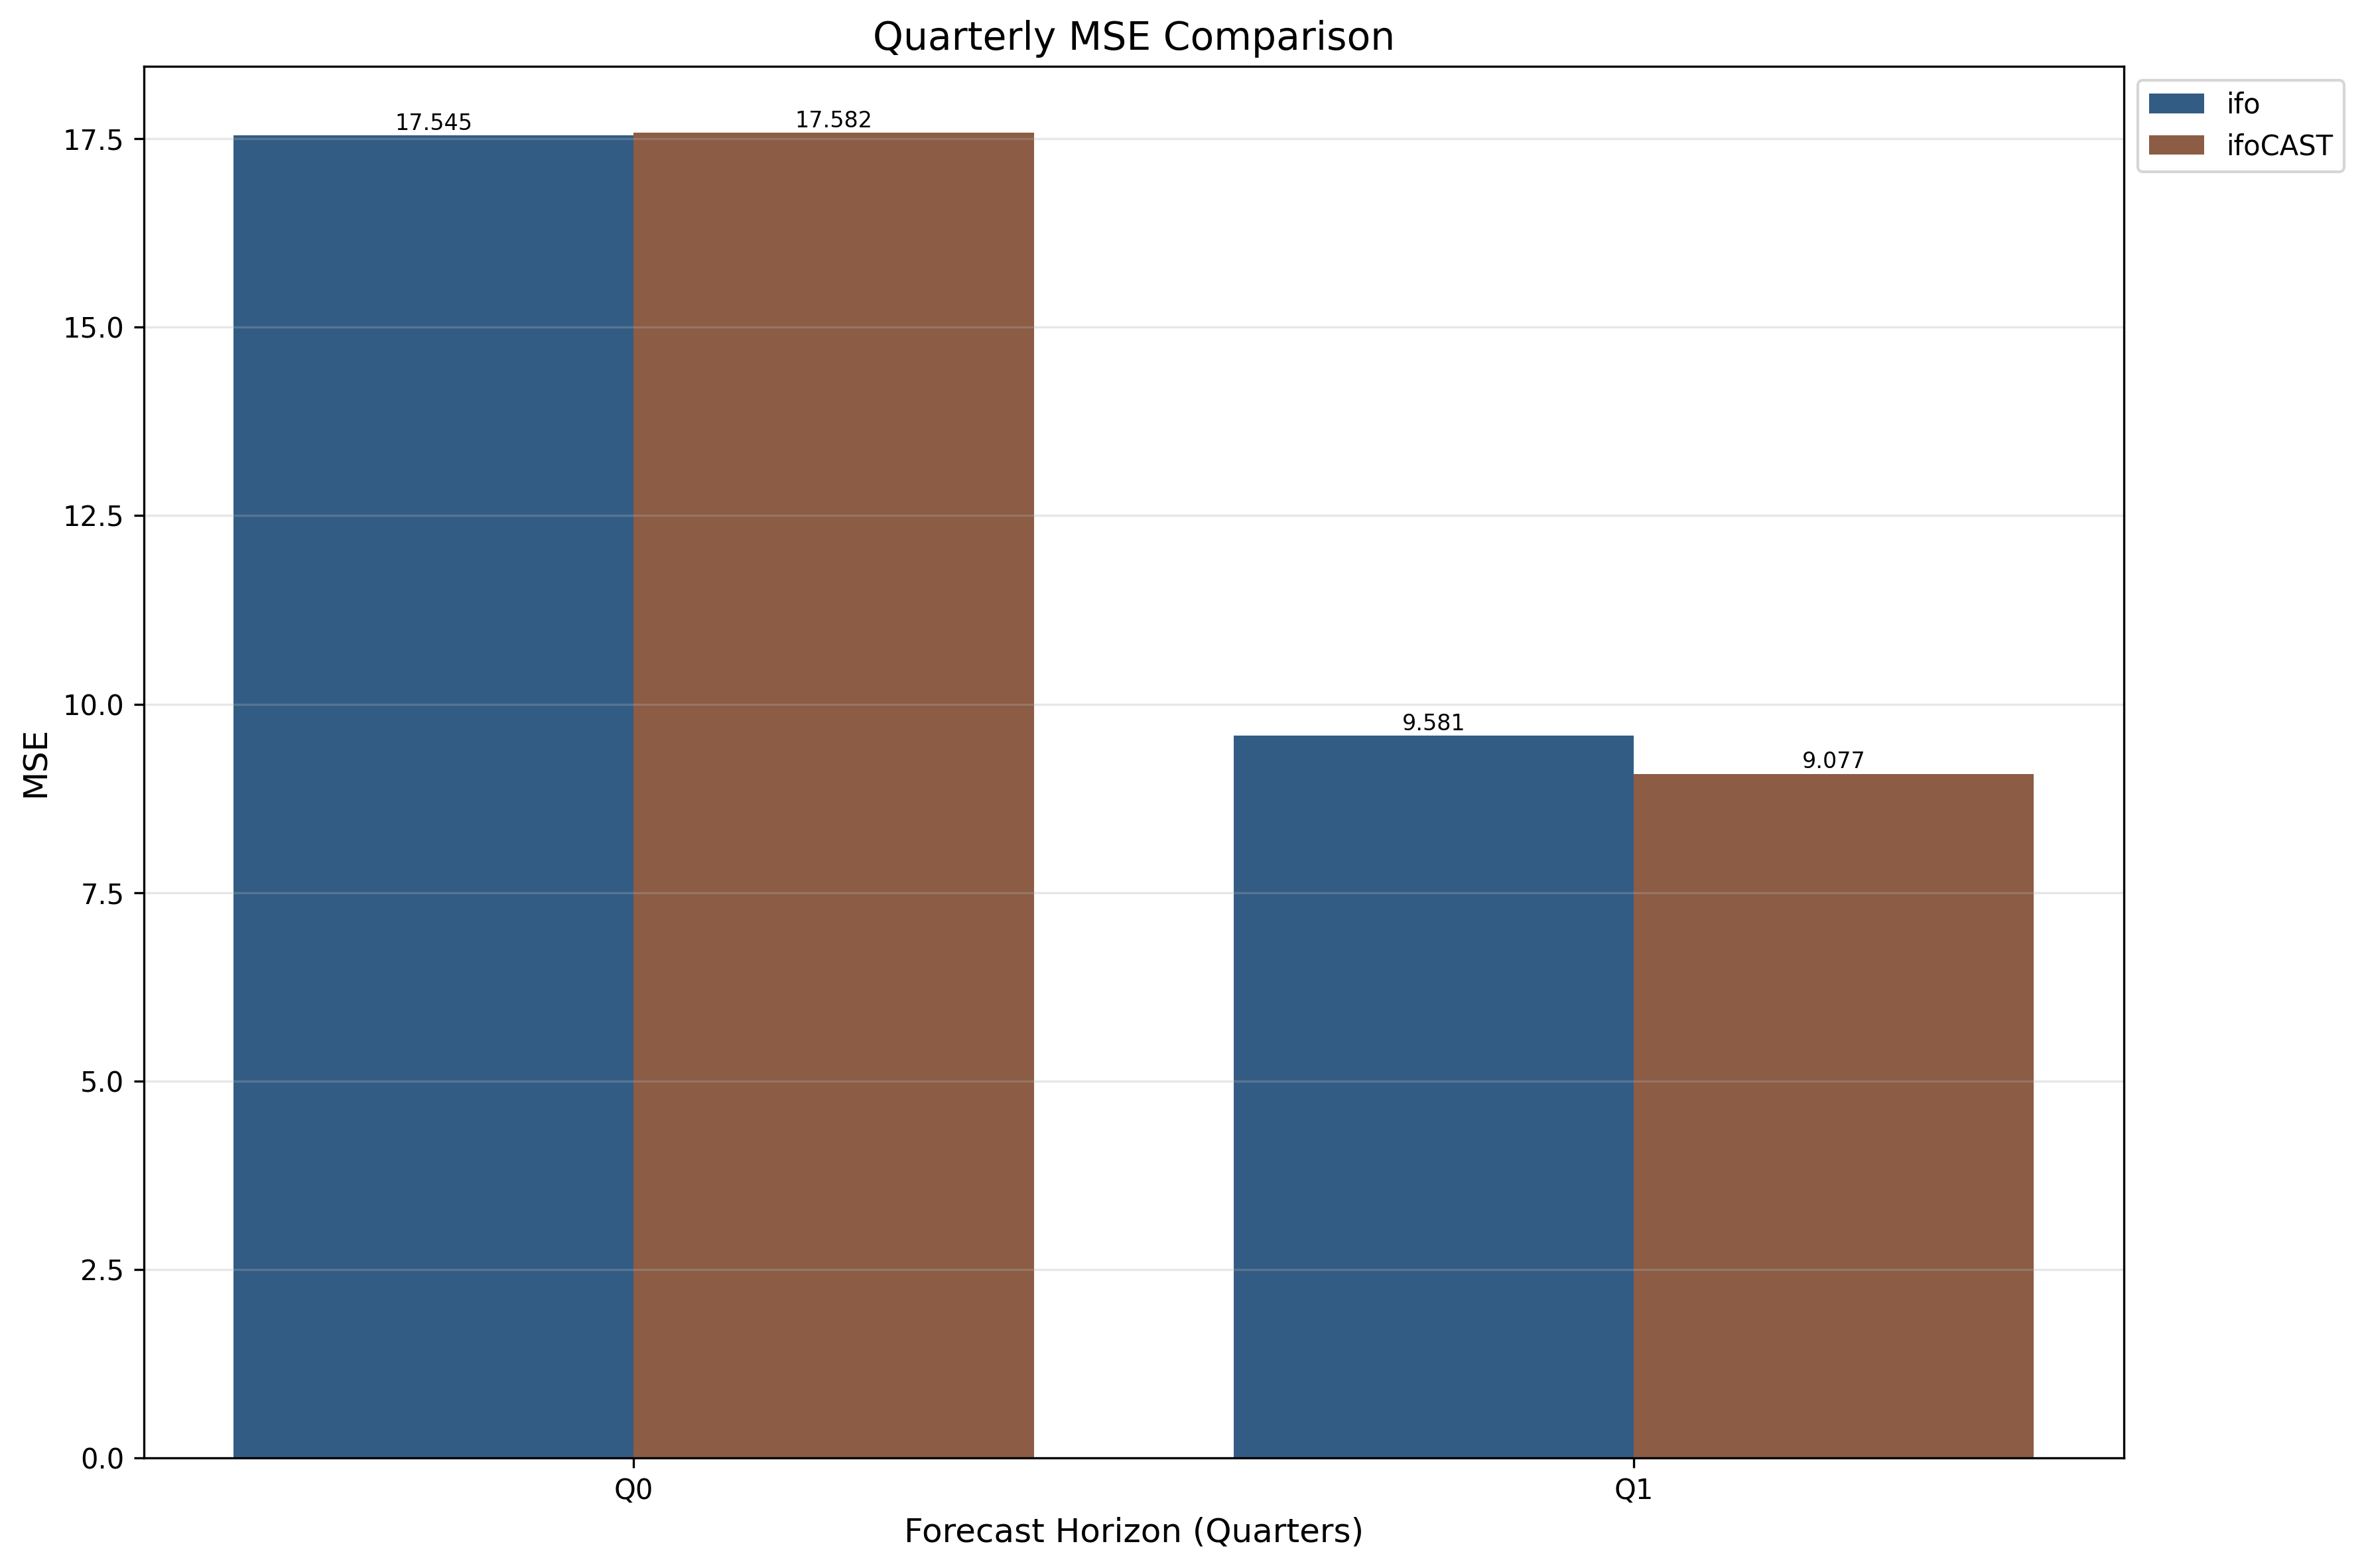 Quarterly MSE Comparison
ifo
ifoCAST
17.545
17.582
9.581
9.077
17.5
15.0
12.5
10.0
7.5
5.0
2.5
0.0
MSE
Q0
Q1
Forecast Horizon (Quarters)